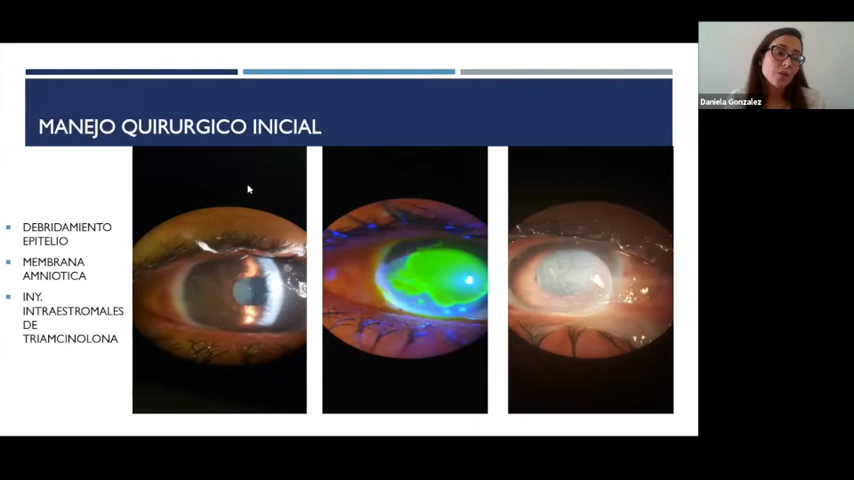 MANEJO QUIRURGICO INICIAL
DEBRIDAMIENTO
EPITELIO
MEMBRANA
AMNIOTICA
INY.
INTRAESTROMALES
DE
TRIAMCINOLONA
Daniela Gonzalez